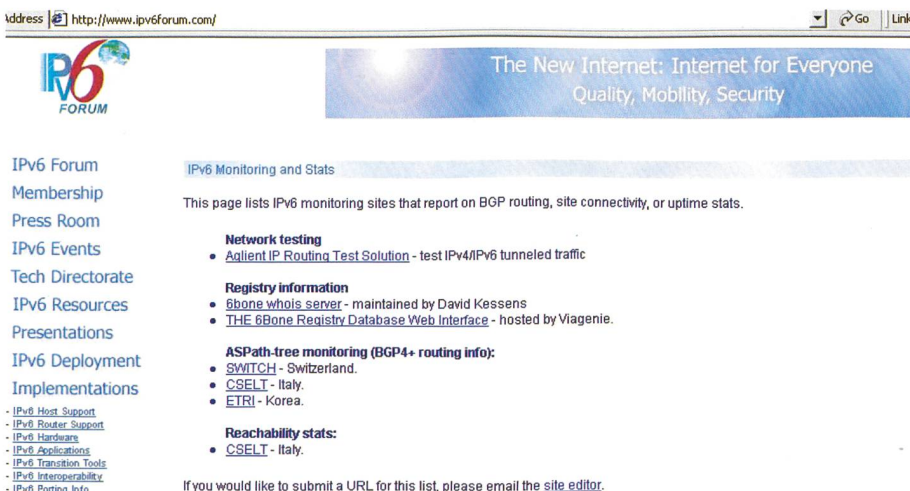 Address http://www.ipv6forum.com/ Go Link
IPv6
FORUM
The New Internet: Internet for Everyone
Quality, Mobility, Security
IPv6 Forum
Membership
Press Room
IPv6 Events
Tech Directorate
IPv6 Resources
Presentations
IPv6 Deployment
Implementations
- IPv6 Host Support
- IPv6 Router Support
- IPv6 Hardware
- IPv6 Applications
- IPv6 Transition Tools
- IPv6 Interoperability
- IPv6 Porting Info
IPv6 Monitoring and Stats
This page lists IPv6 monitoring sites that report on BGP routing, site connectivity, or uptime stats.
Network testing
• Agilent IP Routing Test Solution - test IPv4/IPv6 tunneled traffic
Registry information
• 6bone whois server - maintained by David Kessens
• THE 6Bone Registry Database Web Interface - hosted by Viagenie.
ASPath-tree monitoring (BGP4+ routing info):
• SWITCH - Switzerland.
• CSELT - Italy.
• ETRI - Korea.
Reachability stats:
• CSELT - Italy.
If you would like to submit a URL for this list, please email the site editor.